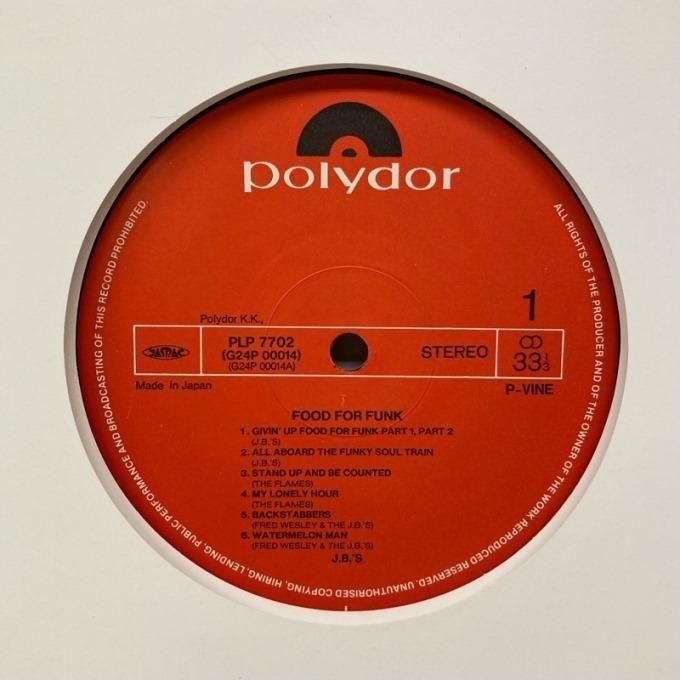 polydor
1
Polydor K.K.,
JASRAC
PLP 7702
(G24P 00014)
(G24P 00014A)
STEREO
33 1/3
Made in Japan
P-VINE
FOOD FOR FUNK
1. GIVIN' UP FOOD FOR FUNK-PART 1, PART 2
(J.B.'S)
2. ALL ABOARD THE FUNKY SOUL TRAIN
(J.B.'S)
3. STAND UP AND BE COUNTED
(THE FLAMES)
4. MY LONELY HOUR
(THE FLAMES)
5. BACKSTABBERS
(FRED WESLEY & THE J.B.'S)
6. WATERMELON MAN
(FRED WESLEY & THE J.B.'S)
J.B.'S
ALL RIGHTS OF THE PRODUCER AND OF THE OWNER OF THE WORK REPRODUCED RESERVED. UNAUTHORISED COPYING, HIRING, LENDING, PUBLIC PERFORMANCE AND BROADCASTING OF THIS RECORD PROHIBITED.